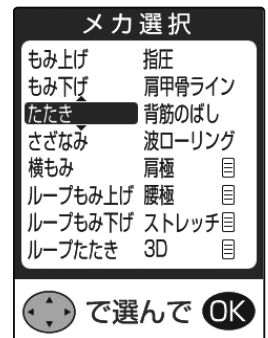 メカ選択
もみ上げ 指圧
もみ下げ 肩甲骨ライン
たたき 背筋のばし
さざなみ 波ローリング
横もみ 肩極
ループもみ上げ 腰極
ループもみ下げ ストレッチ
ループたたき 3D
で選んで OK